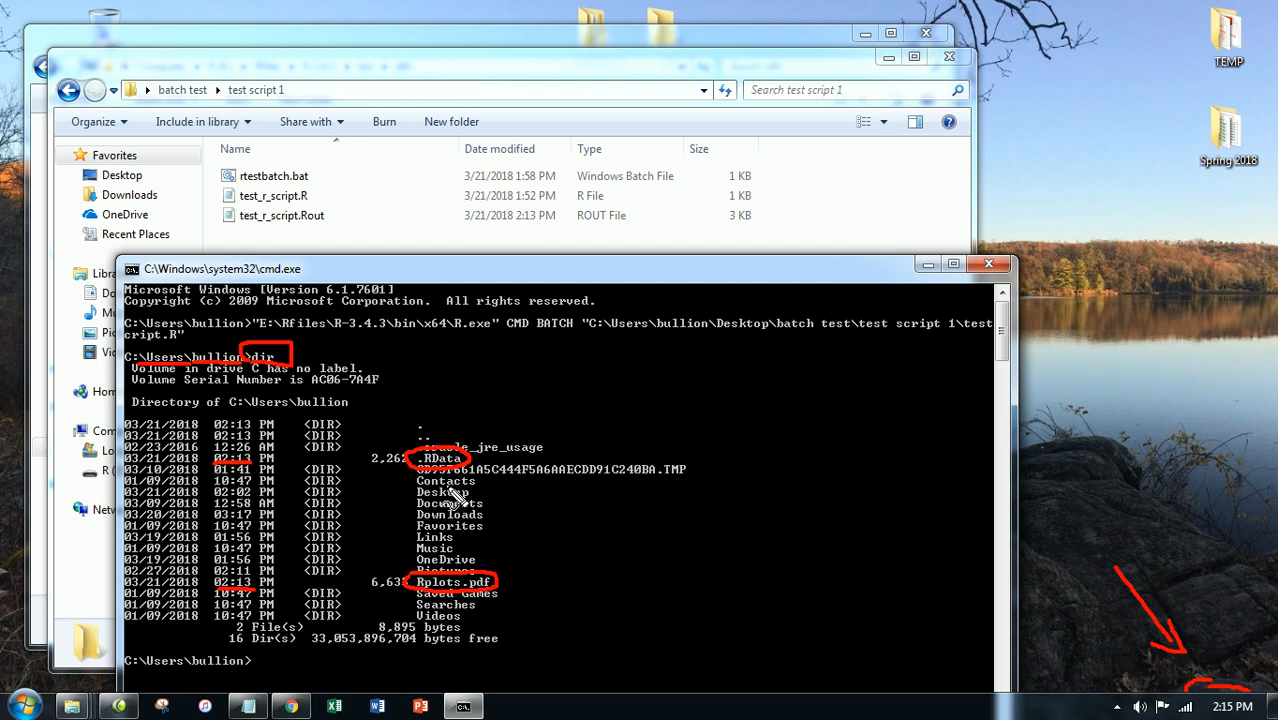 TEMP
Spring 2018
batch test
test script 1
Search test script 1
Organize
Include in library
Share with
Burn
New folder
Favorites
Desktop
Downloads
OneDrive
Recent Places
Name
Date modified
Type
Size
rtestbatch.bat
3/21/2018 1:58 PM
Windows Batch File
1 KB
test_r_script.R
3/21/2018 1:52 PM
R File
1 KB
test_r_script.Rout
3/21/2018 2:13 PM
ROUT File
3 KB
C:\Windows\system32\cmd.exe
Microsoft Windows [Version 6.1.7601]
Copyright (c) 2009 Microsoft Corporation.  All rights reserved.
C:\Users\bullion>"E:\Rfiles\R-3.4.3\bin\x64\R.exe" CMD BATCH "C:\Users\bullion\Desktop\batch test\test script 1\test
cript.R"
C:\Users\bullion>dir
Volume in drive C has no label.
Volume Serial Number is AC06-7A4F
Directory of C:\Users\bullion
03/21/2018  02:13 PM    <DIR>          .
03/21/2018  02:13 PM    <DIR>          ..
02/23/2018  12:26 AM    <DIR>
03/21/2018  02:13 PM             2,262 .RData
03/10/2018  01:41 PM    <DIR>
01/09/2018  10:47 PM    <DIR>          Contacts
03/21/2018  02:02 PM    <DIR>          Desktop
03/09/2018  12:58 AM    <DIR>          Documents
03/20/2018  03:17 PM    <DIR>          Downloads
01/09/2018  10:47 PM    <DIR>          Favorites
03/19/2018  01:56 PM    <DIR>          Links
01/09/2018  10:47 PM    <DIR>          Music
03/19/2018  01:56 PM    <DIR>          OneDrive
02/27/2018  02:11 PM    <DIR>          Pictures
03/21/2018  02:13 PM             Rplots.pdf
01/09/2018  10:47 PM    <DIR>          Saved Games
01/09/2018  10:47 PM    <DIR>          Searches
01/09/2018  10:47 PM    <DIR>          Videos
2 File(s)          8,895 bytes
16 Dir(s)  33,053,896,704 bytes free
C:\Users\bullion>
2:15 PM